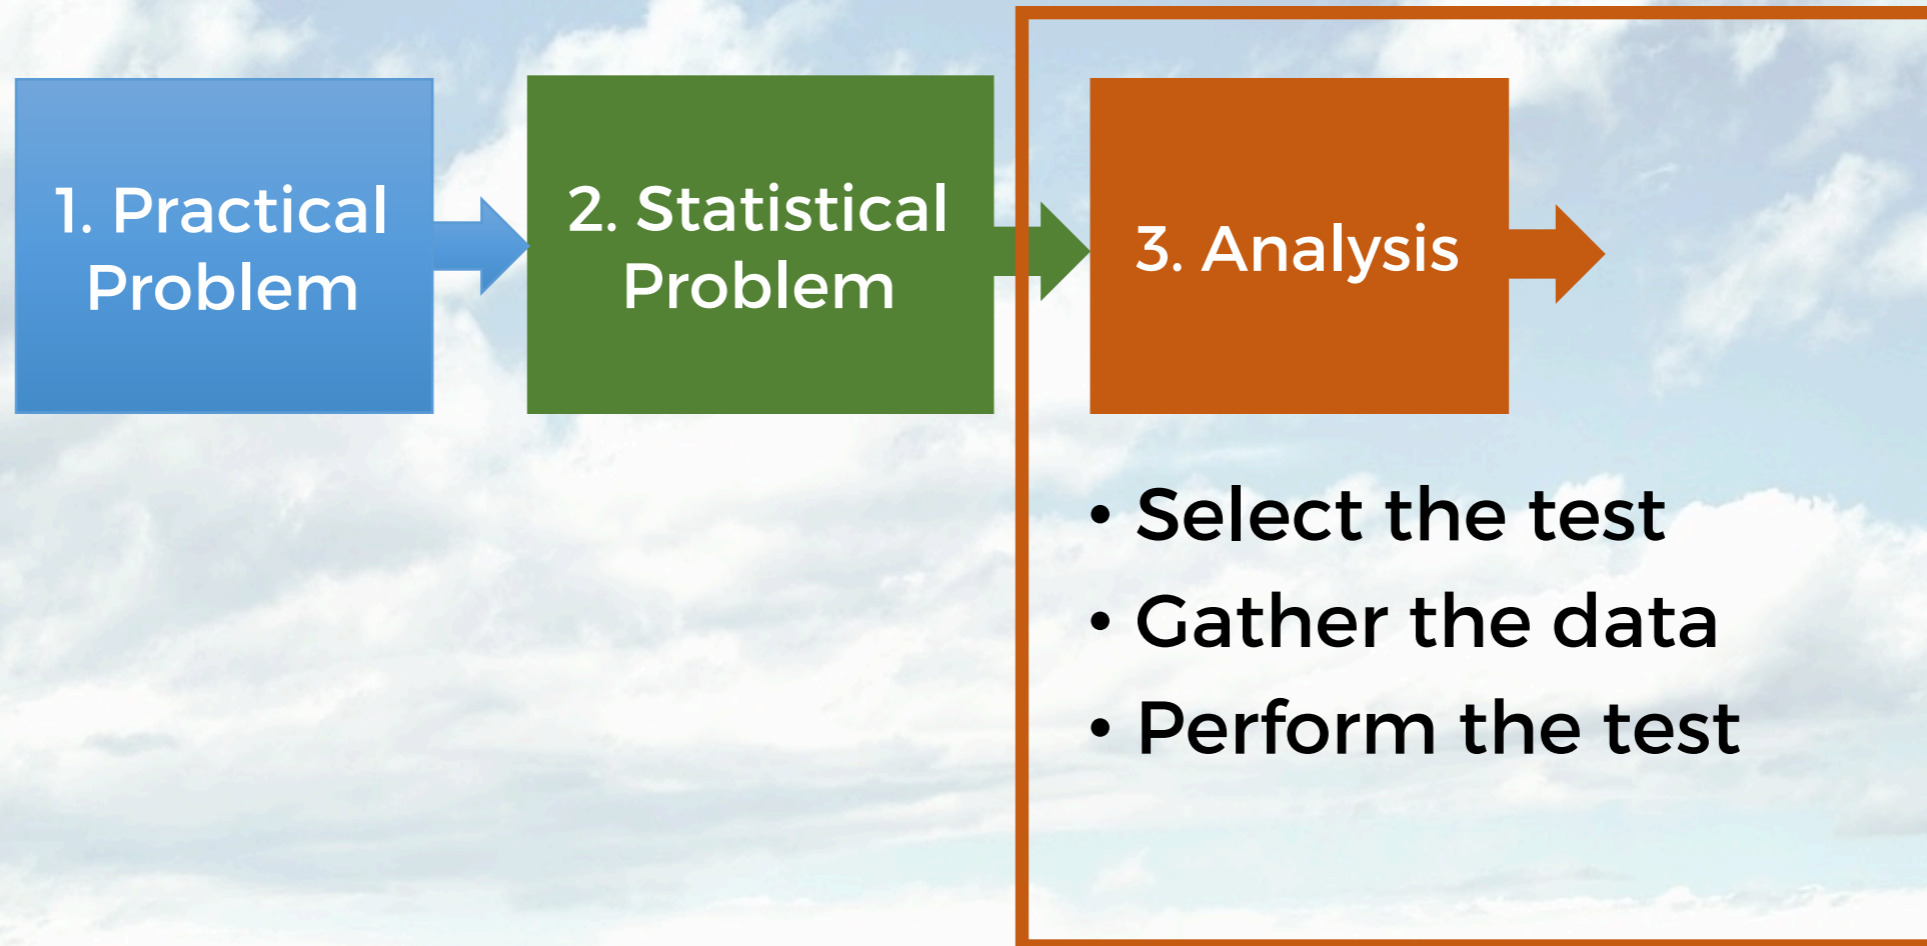 1. Practical
Problem
2. Statistical
Problem
3. Analysis
• Select the test
• Gather the data
• Perform the test